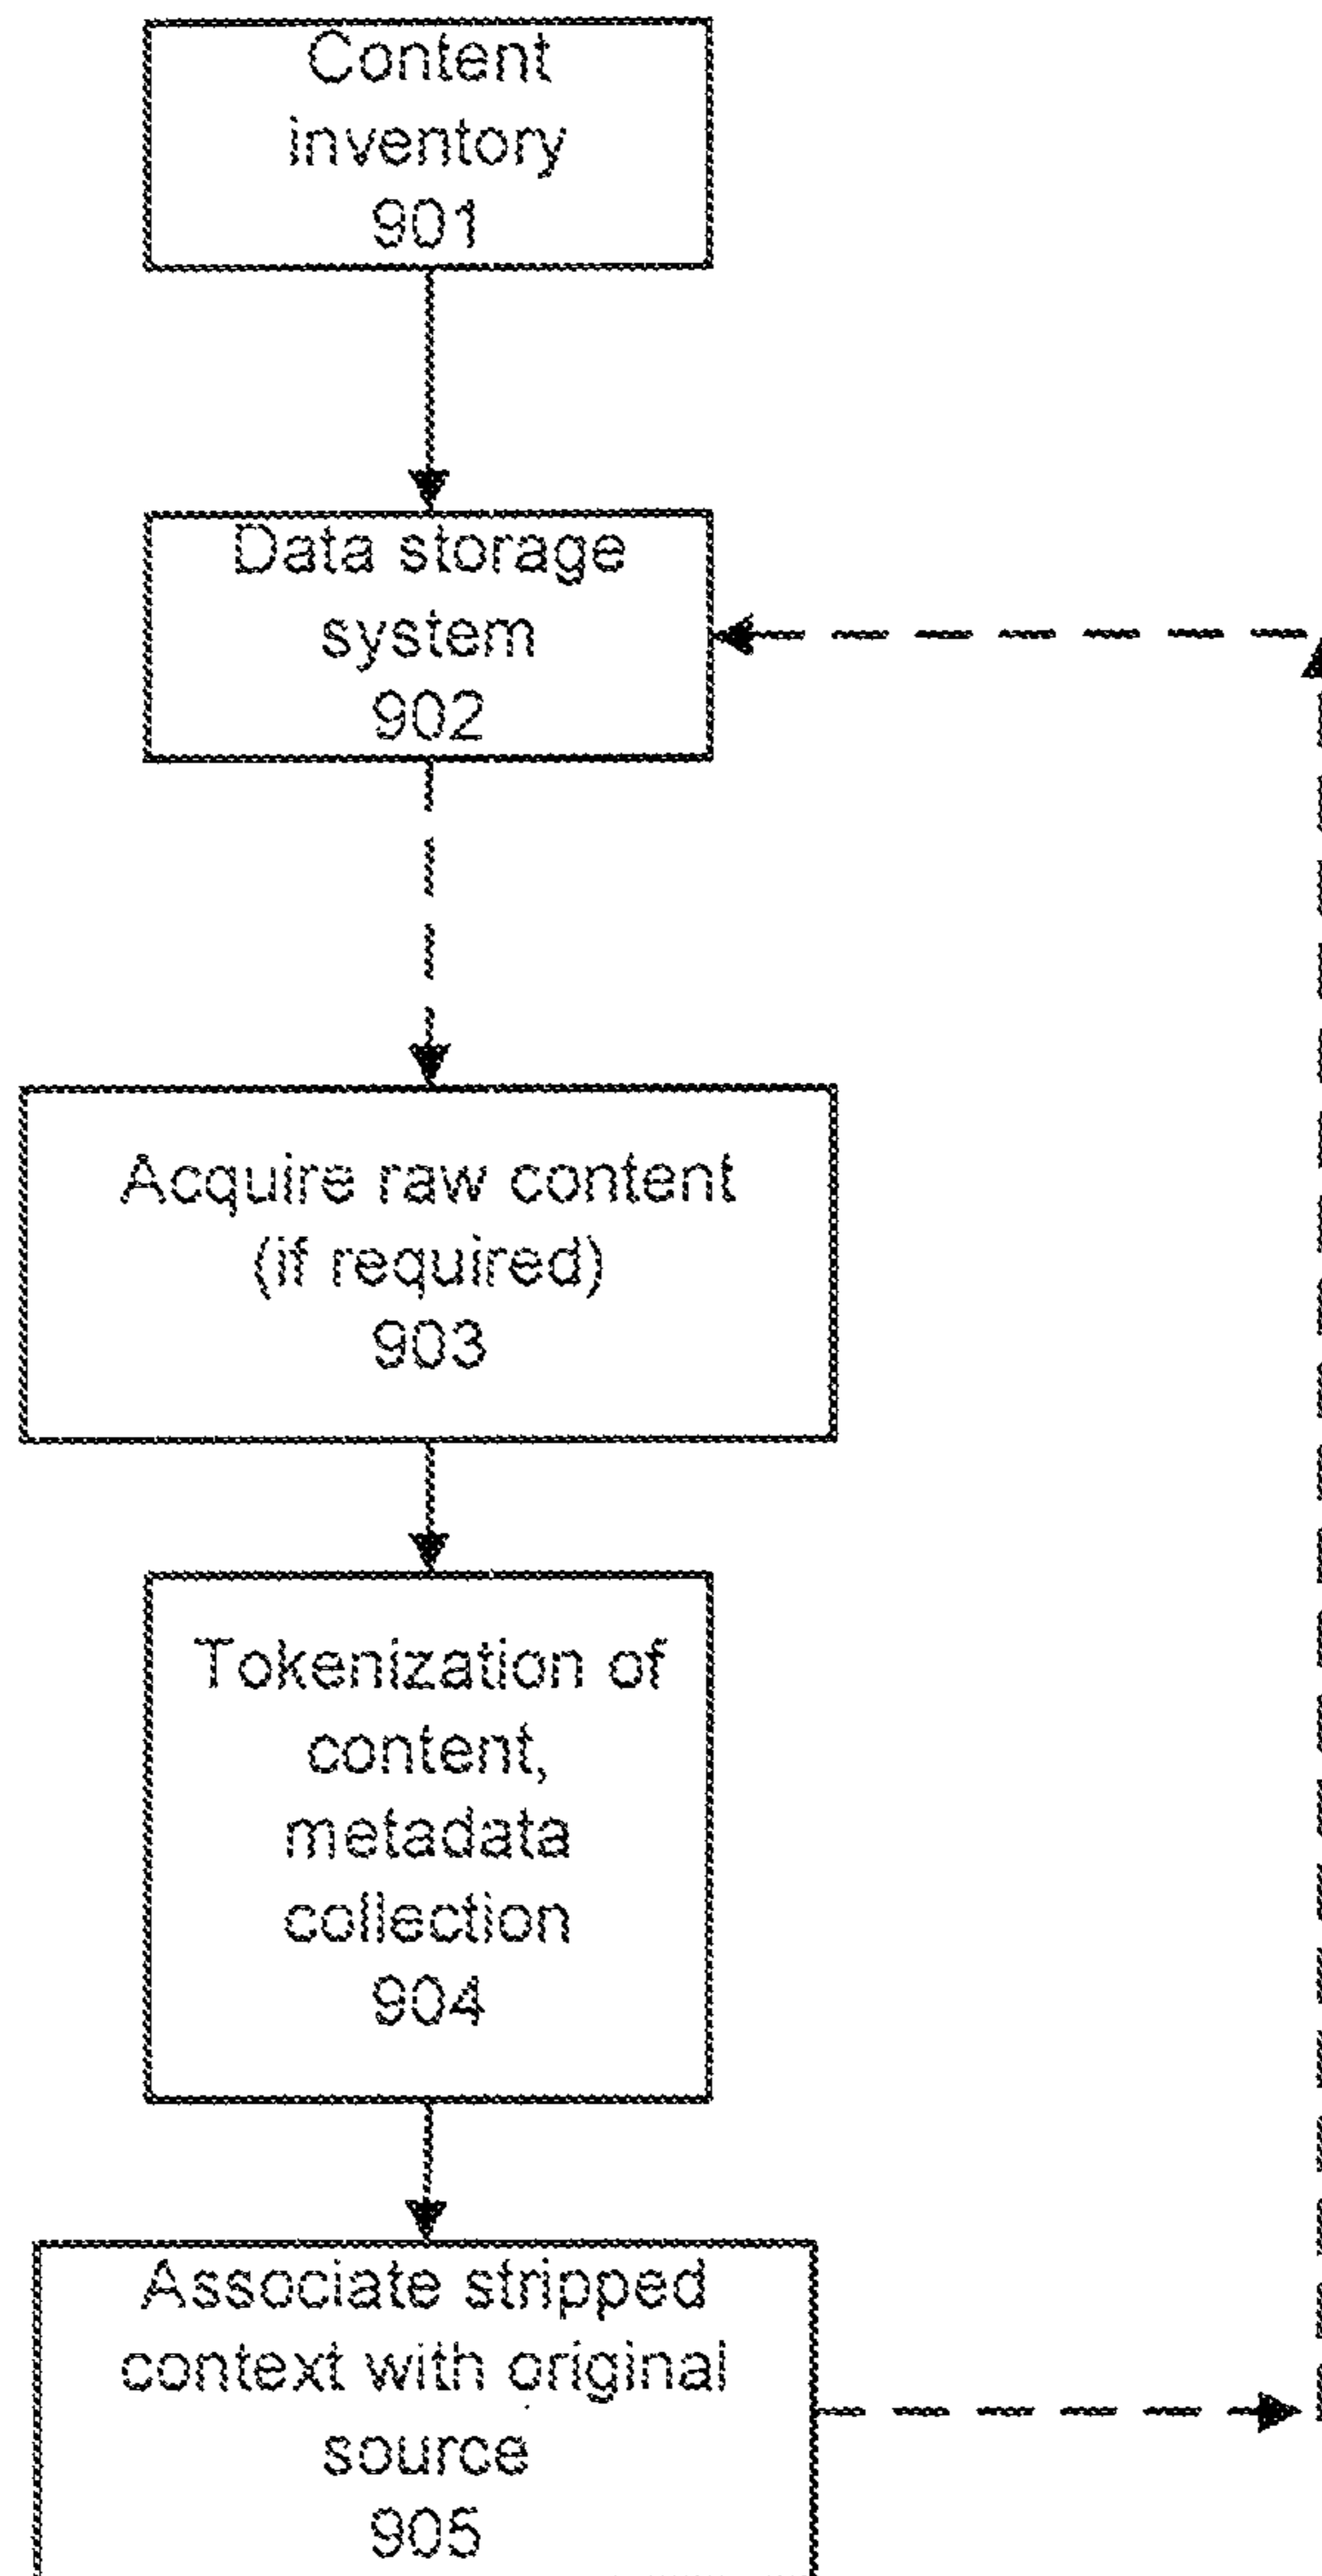 Content
inventory
901
Data storage
system
902
Acquire raw content
(if required)
903
Tokenization of
content,
metadata
collection
904
Associate stripped
context with original
source
905